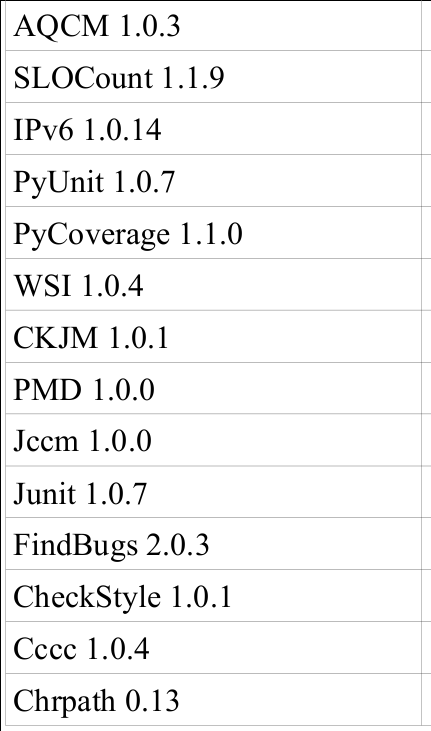 AQCM 1.0.3
SLOCount 1.1.9
IPv6 1.0.14
PyUnit 1.0.7
PyCoverage 1.1.0
WSI 1.0.4
CKJM 1.0.1
PMD 1.0.0
Jccm 1.0.0
Junit 1.0.7
FindBugs 2.0.3
CheckStyle 1.0.1
Cccc 1.0.4
Chrpath 0.13